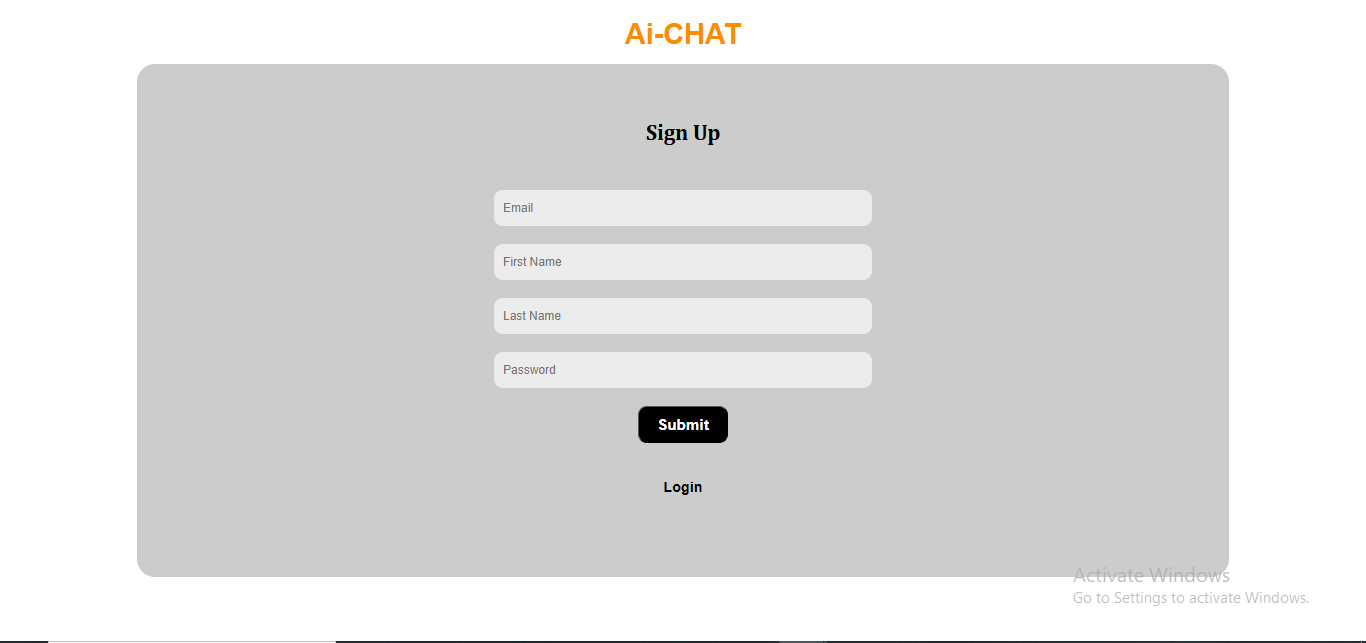 Ai-CHAT
Sign Up
Email
First Name
Last Name
Password
Submit
Login
Activate Windows
Go to Settings to activate Windows.